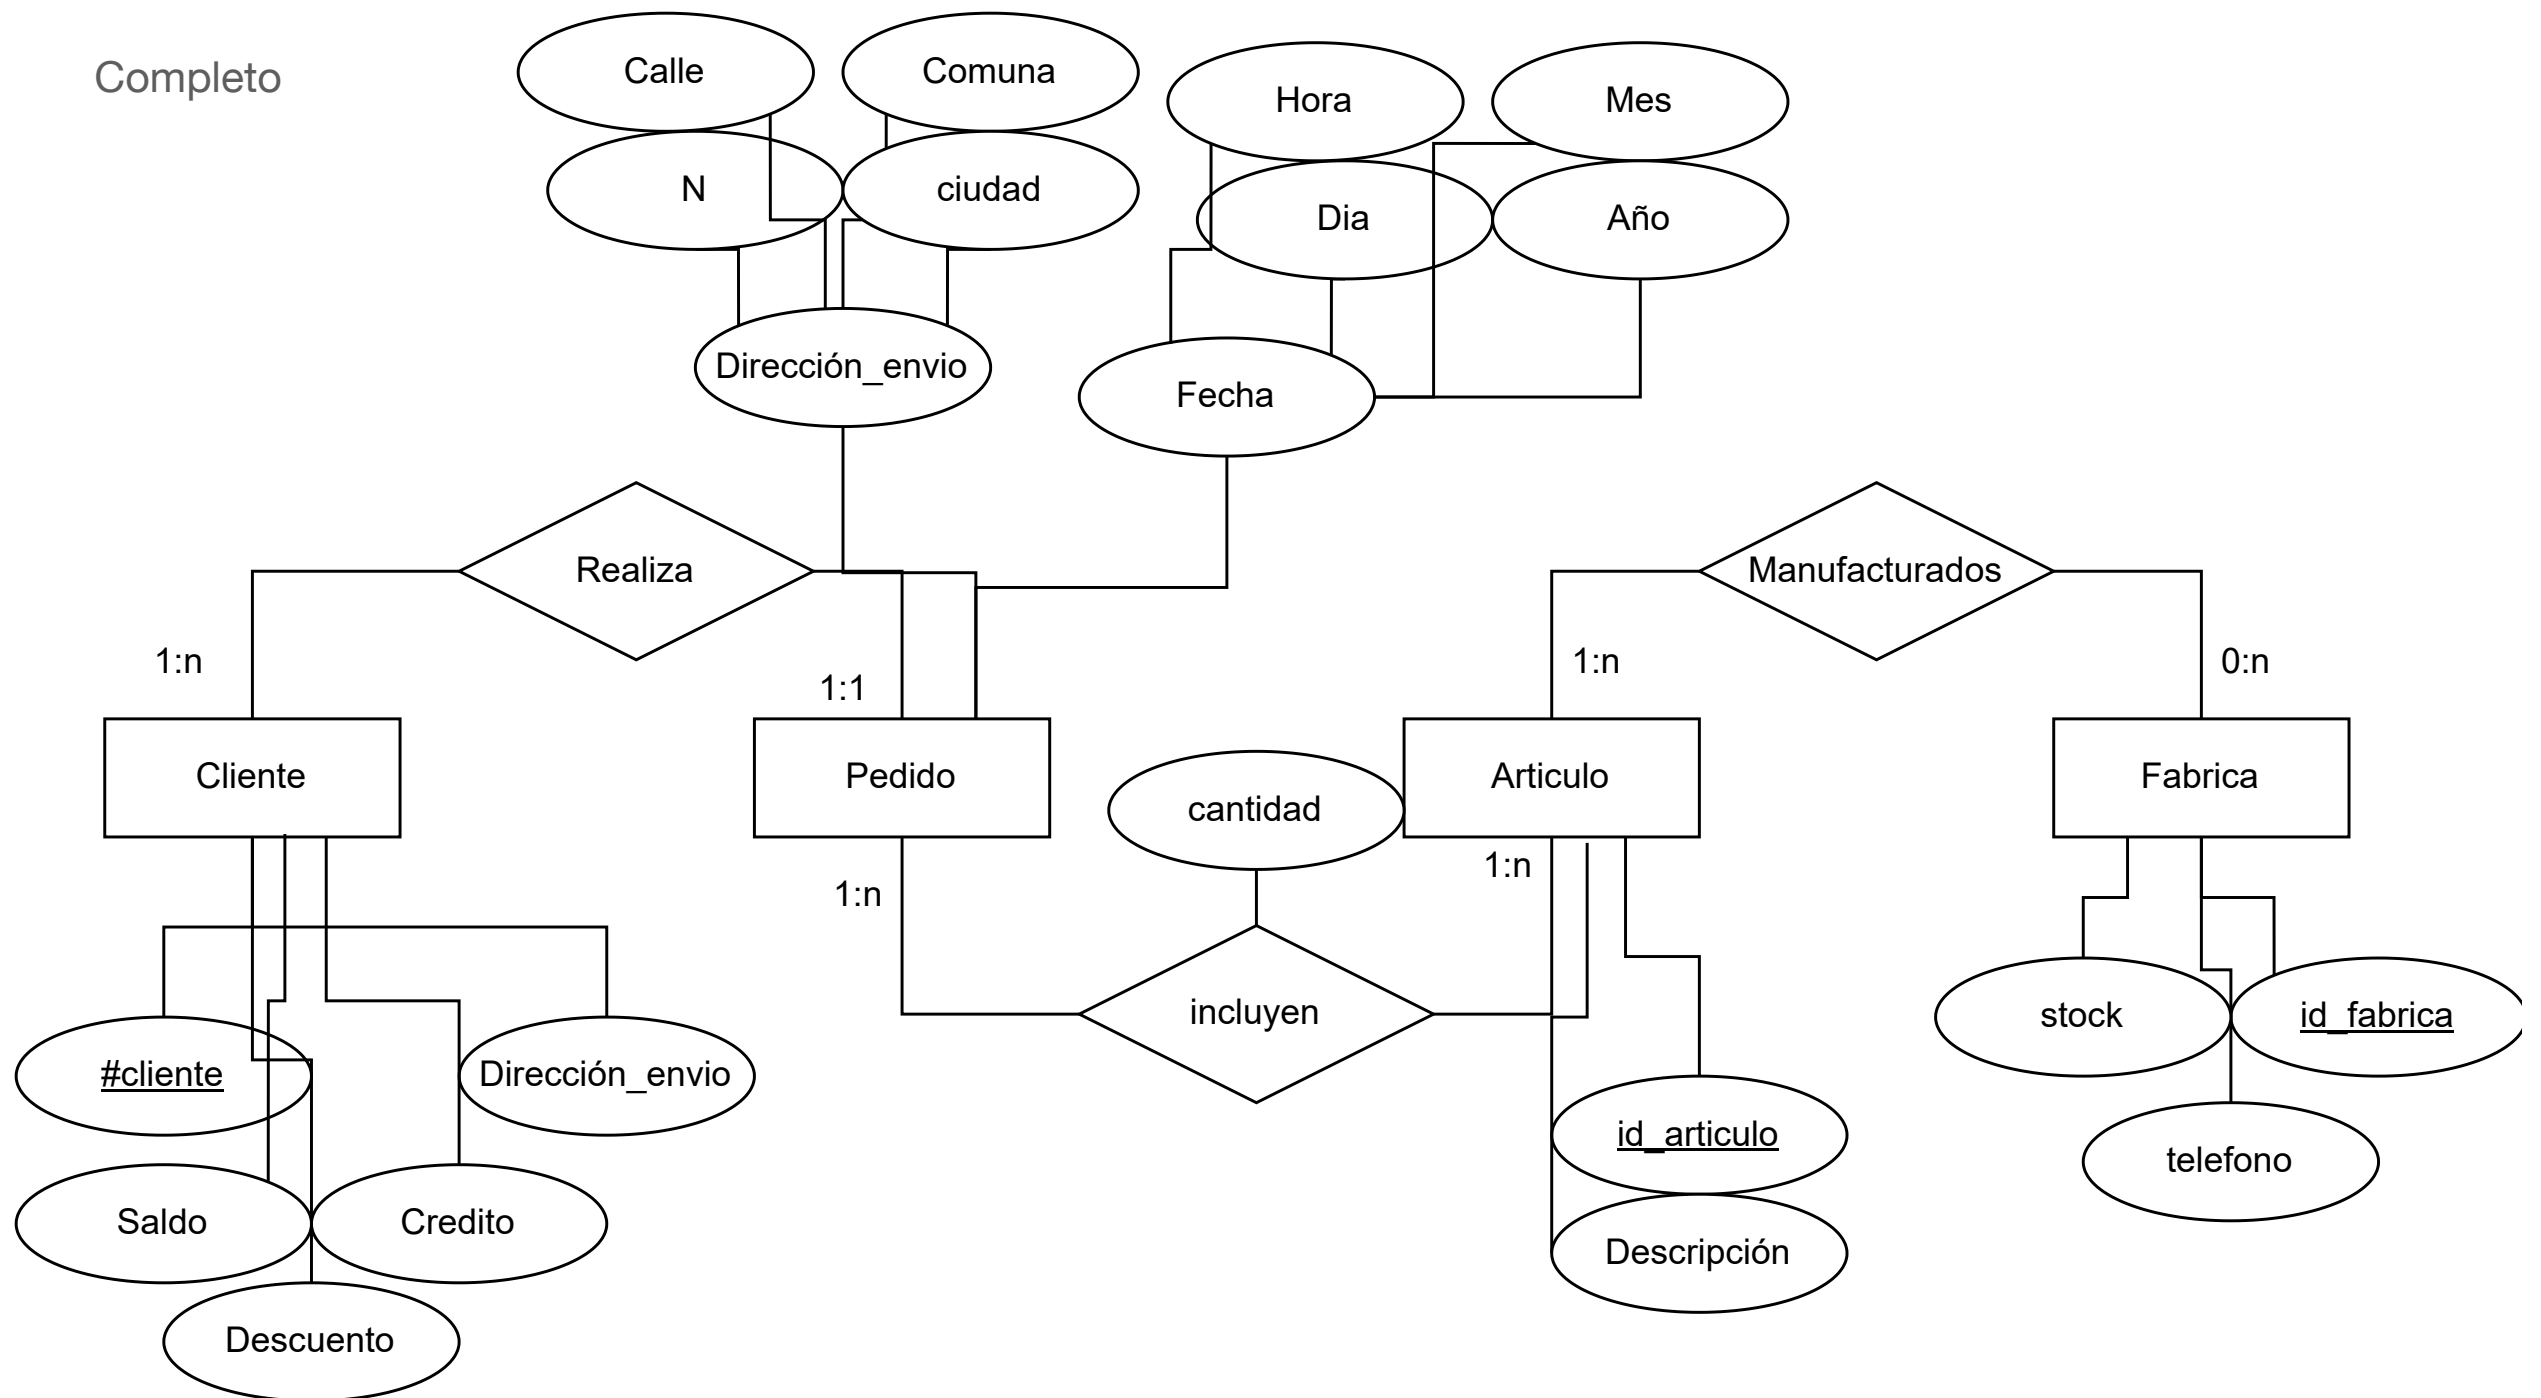 Completo
Calle
Comuna
Hora
Mes
N
ciudad
Dia
Año
Dirección_envio
Fecha
Realiza
Manufacturados
1:n
1:1
1:n
0:n
Cliente
Pedido
cantidad
Articulo
Fabrica
1:n
1:n
incluyen
stock
id_fabrica
#cliente
Dirección_envio
id_articulo
telefono
Saldo
Credito
Descripción
Descuento